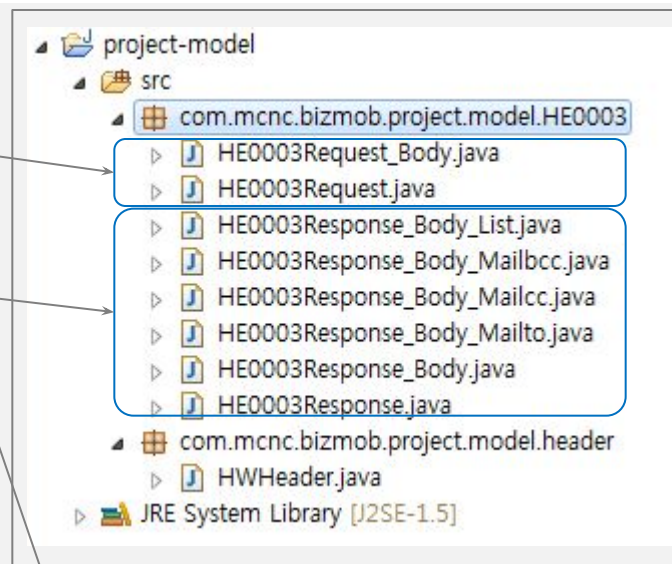 project-model
src
com.mcnc.bizmob.project.model.HE0003
HE0003Request_Body.java
HE0003Request.java
HE0003Response_Body_List.java
HE0003Response_Body_Mailbcc.java
HE0003Response_Body_Mailcc.java
HE0003Response_Body_Mailto.java
HE0003Response_Body.java
HE0003Response.java
com.mcnc.bizmob.project.model.header
HWHeader.java
JRE System Library [J2SE-1.5]